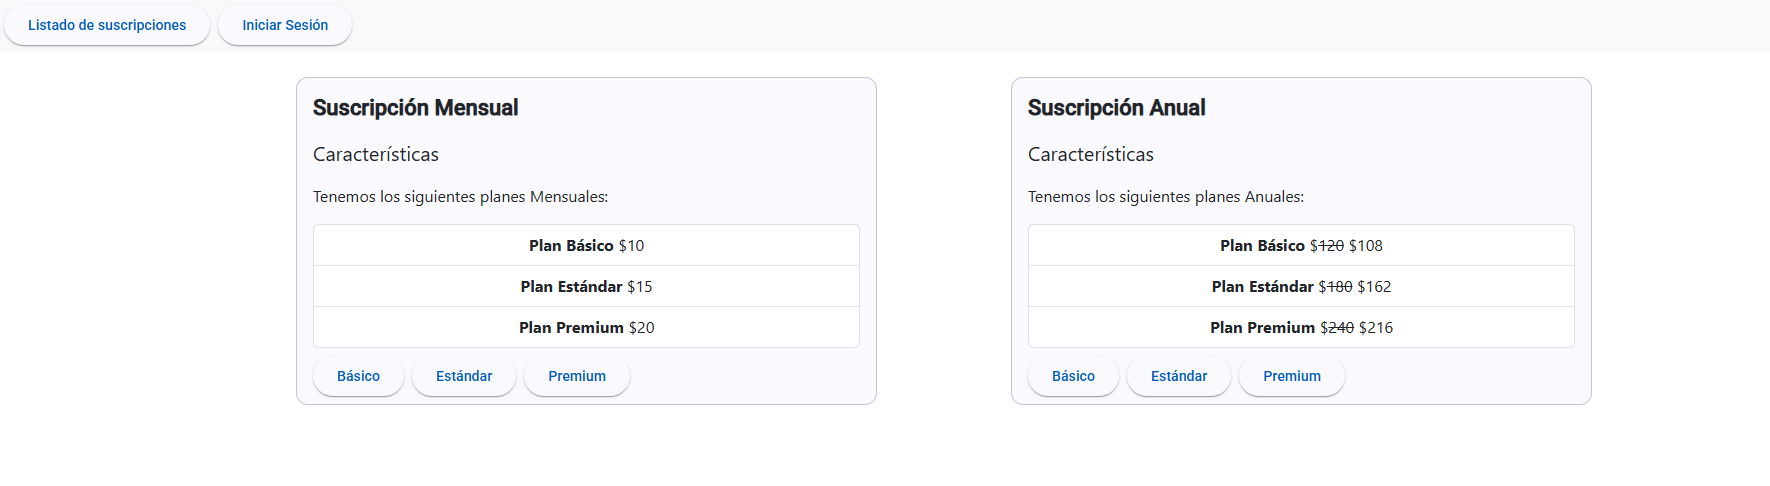 Listado de suscripciones
Iniciar Sesión
Suscripción Mensual
Características
Tenemos los siguientes planes Mensuales:
Plan Básico $10
Plan Estándar $15
Plan Premium $20
Básico
Estándar
Premium
Suscripción Anual
Características
Tenemos los siguientes planes Anuales:
Plan Básico $120 $108
Plan Estándar $180 $162
Plan Premium $240 $216
Básico
Estándar
Premium